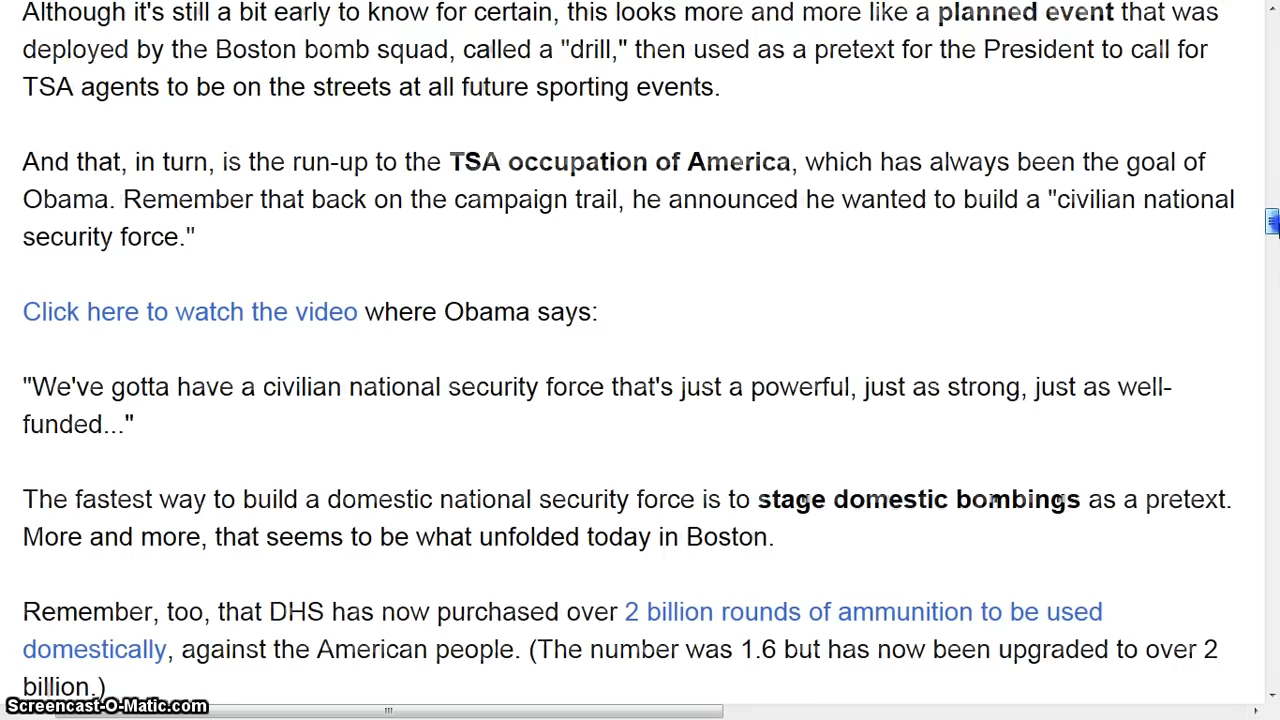 Although it's still a bit early to know for certain, this looks more and more like a planned event that was
deployed by the Boston bomb squad, called a "drill," then used as a pretext for the President to call for
TSA agents to be on the streets at all future sporting events.
And that, in turn, is the run-up to the TSA occupation of America, which has always been the goal of
Obama. Remember that back on the campaign trail, he announced he wanted to build a "civilian national
security force."
Click here to watch the video where Obama says:
"We've gotta have a civilian national security force that's just a powerful, just as strong, just as well-
funded..."
The fastest way to build a domestic national security force is to stage domestic bombings as a pretext.
More and more, that seems to be what unfolded today in Boston.
Remember, too, that DHS has now purchased over 2 billion rounds of ammunition to be used
domestically, against the American people. (The number was 1.6 but has now been upgraded to over 2
billion.)
Screencast-O-Matic.com